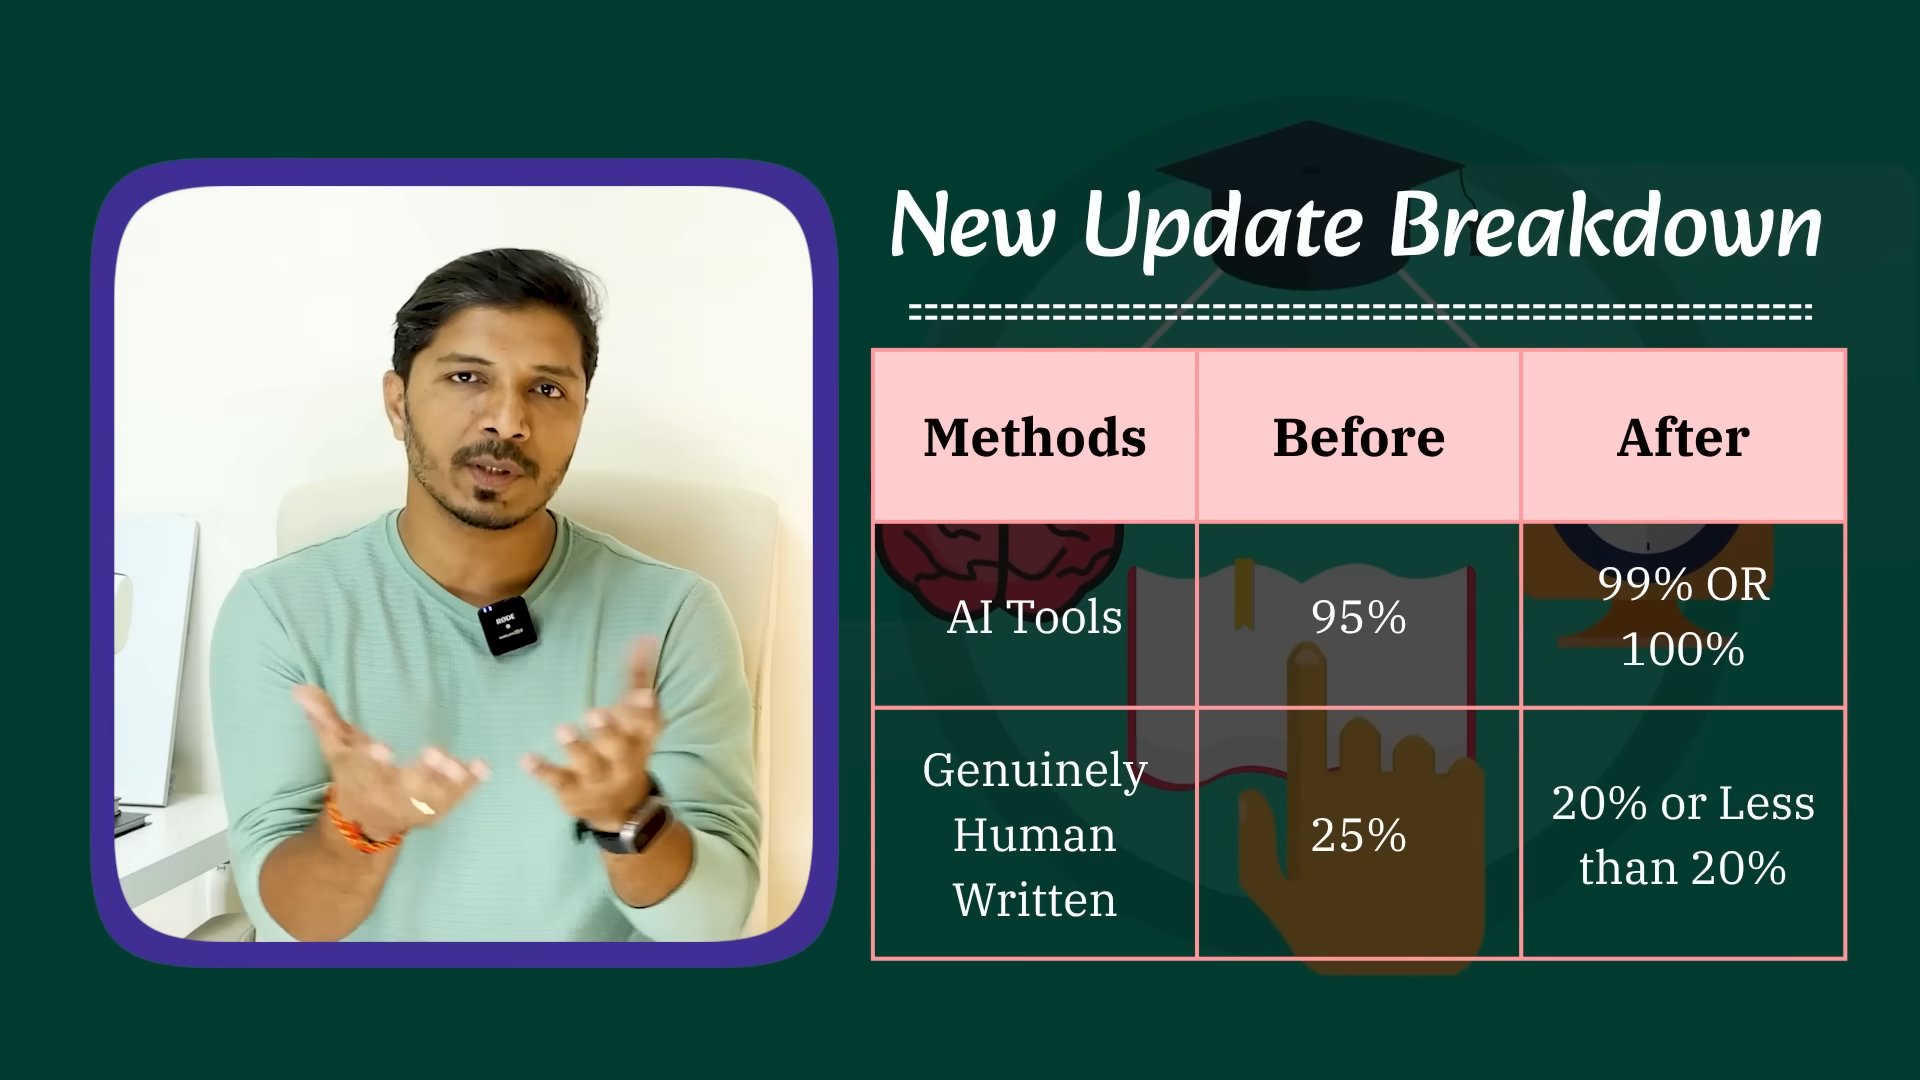 New Update Breakdown
Methods
Before
After
AI Tools
95%
99% OR
100%
Genuinely
Human
Written
25%
20% or Less
than 20%
RODE